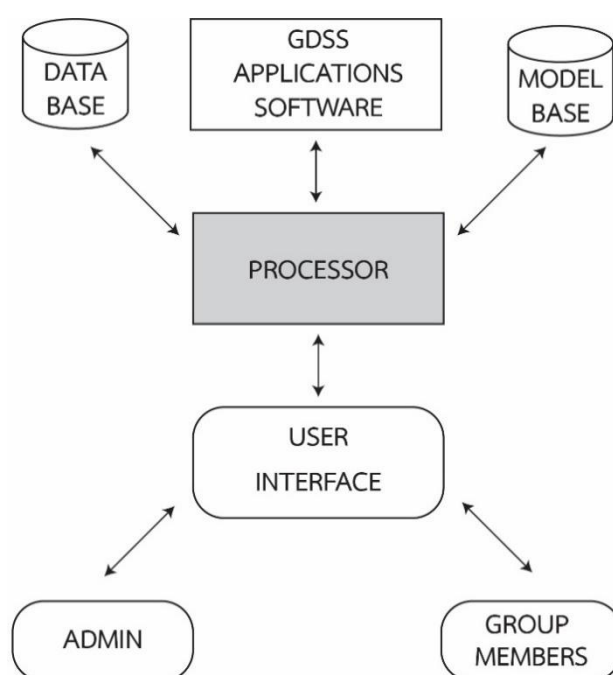 DATA
BASE
GDSS
APPLICATIONS
SOFTWARE
MODEL
BASE
PROCESSOR
USER
INTERFACE
ADMIN
GROUP
MEMBERS